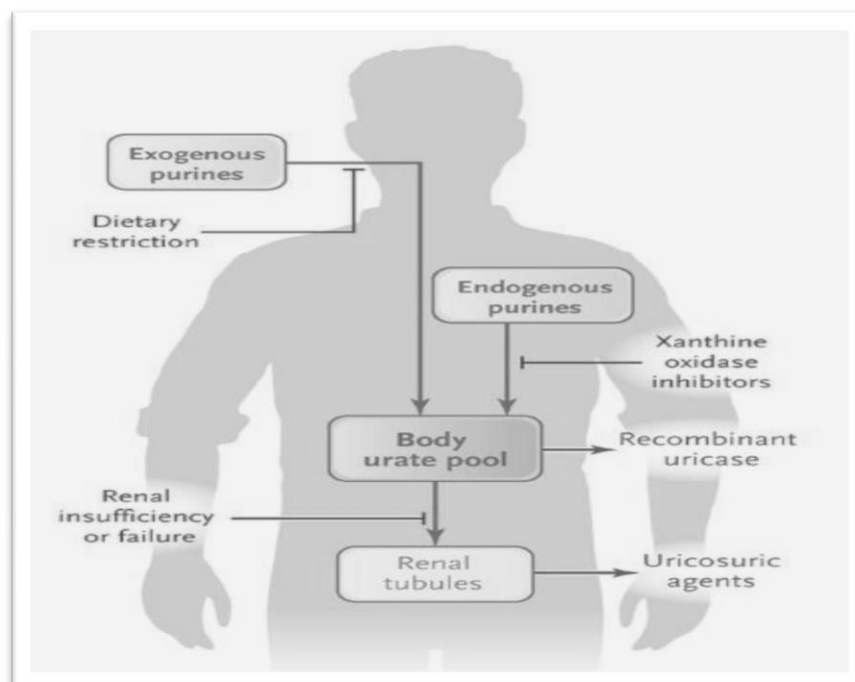 Exogenous
purines
Dietary
restriction
Endogenous
purines
Xanthine
oxidase
inhibitors
Body
urate pool
Recombinant
uricase
Renal
insufficiency
or failure
Renal
tubules
Uricosuric
agents